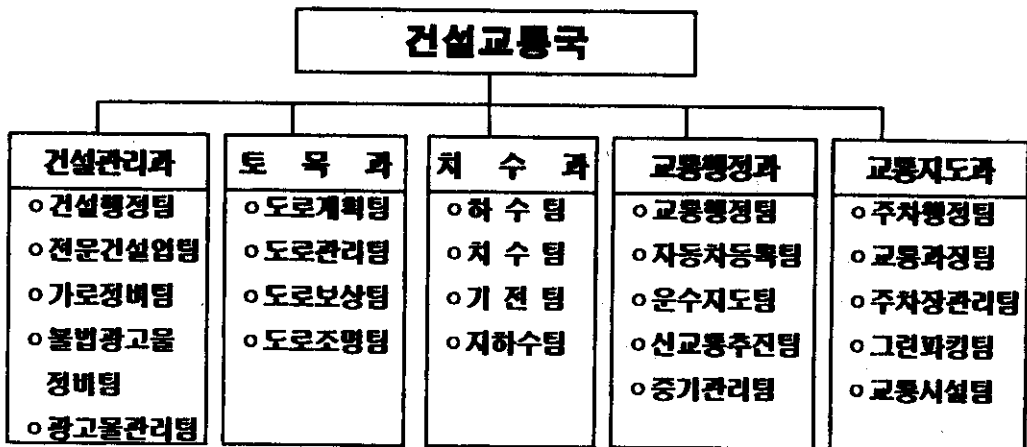 건설교통국
건설관리과
ㅇ건설행정팀
ㅇ전문건설업팀
ㅇ가로정비팀
ㅇ불법광고물
정비팀
ㅇ광고물관리팀
토 목 과
ㅇ도로계획팀
ㅇ도로관리팀
ㅇ도로보상팀
ㅇ도로조명팀
치 수 과
ㅇ하 수 팀
ㅇ치 수 팀
ㅇ기 전 팀
ㅇ지하수팀
교통행정과
ㅇ교통행정팀
ㅇ자동차등록팀
ㅇ운수지도팀
ㅇ신교통추진팀
ㅇ중기관리팀
교통지도과
ㅇ주차행정팀
ㅇ교통과징팀
ㅇ주차장관리팀
ㅇ그린파킹팀
ㅇ교통시설팀